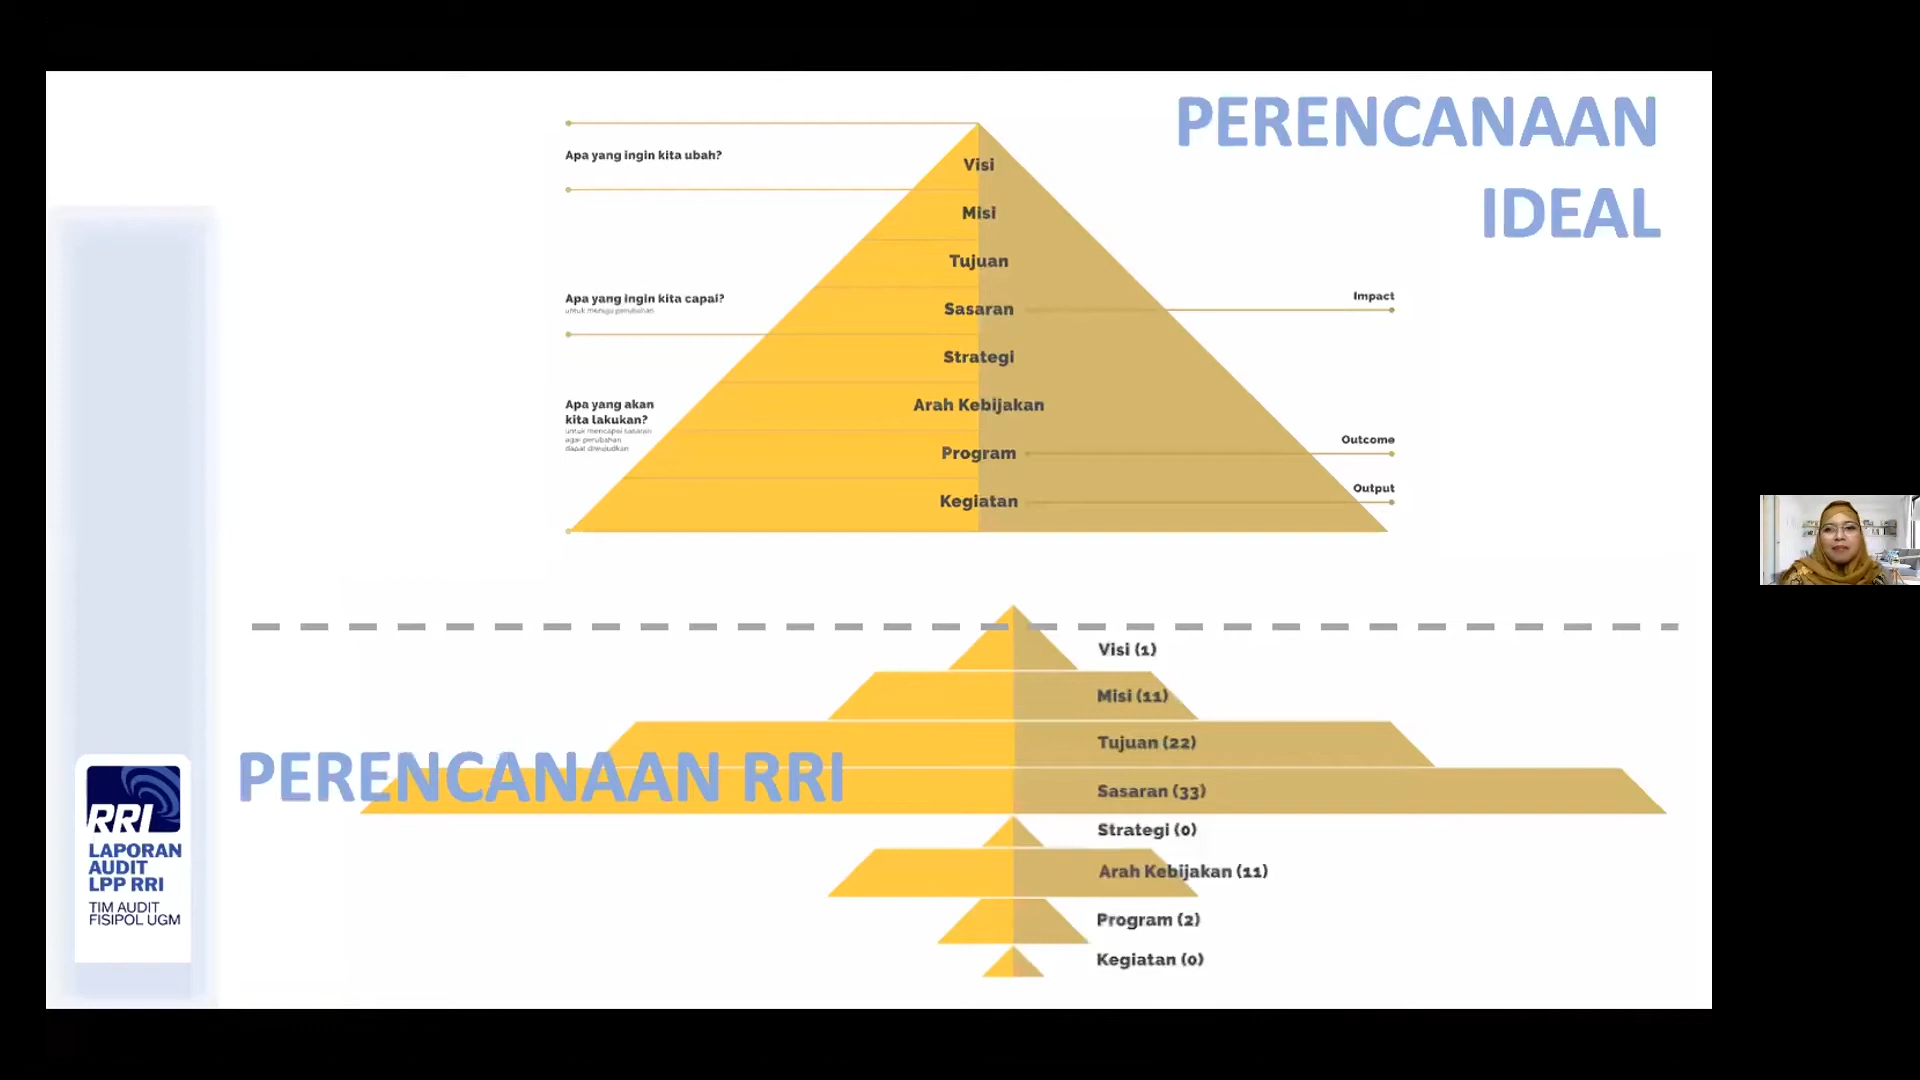 PERENCANAAN
IDEAL
Apa yang ingin kita ubah?
Visi
Misi
Tujuan
Apa yang ingin kita capai?
untuk menuju perubahan
Sasaran
Impact
Strategi
Apa yang akan
kita lakukan?
untuk mencapai sasaran
agar perubahan
dapat diwujudkan
Arah Kebijakan
Program
Outcome
Kegiatan
Output
Visi (1)
Misi (11)
Tujuan (22)
PERENCANAAN RRI
Sasaran (33)
Strategi (0)
Arah Kebijakan (11)
Program (2)
Kegiatan (0)
RRI
LAPORAN
AUDIT
LPP RRI
TIM AUDIT
FISIPOL UGM